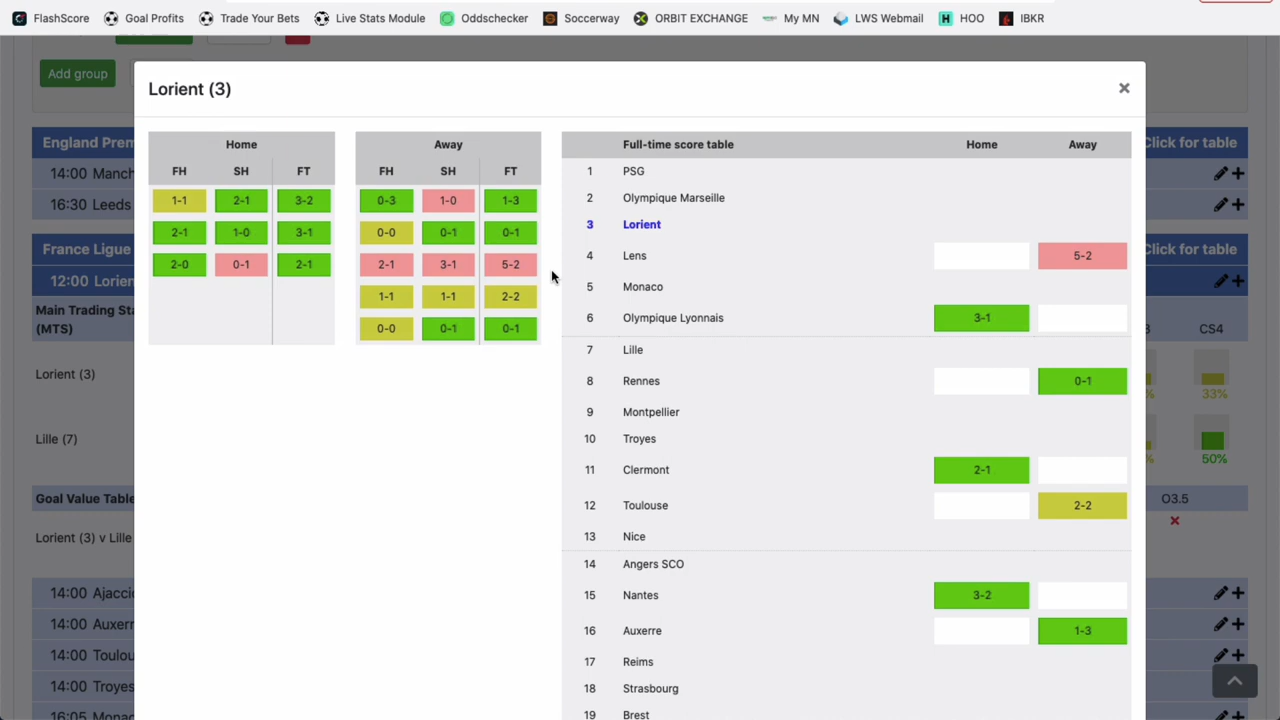 FlashScore Goal Profits Trade Your Bets Live Stats Module Oddschecker Soccerway ORBIT EXCHANGE My MN LWS Webmail HOO IBKR
Add group
Lorient (3) ×
England Prem
14:00 Manch
16:30 Leeds
France Ligue
12:00 Lorien
Main Trading Sta
(MTS)
Lorient (3)
Lille (7)
Goal Value Table
Lorient (3) v Lille
14:00 Ajaccio
14:00 Auxerr
14:00 Toulou
14:00 Troyes
16:05 Monac
Home
FH SH FT
1-1 2-1 3-2
2-1 1-0 3-1
2-0 0-1 2-1
Away
FH SH FT
0-3 1-0 1-3
0-0 0-1 0-1
2-1 3-1 5-2
1-1 1-1 2-2
0-0 0-1 0-1
Full-time score table Home Away
1 PSG
2 Olympique Marseille
3 Lorient
4 Lens 5-2
5 Monaco
6 Olympique Lyonnais 3-1
7 Lille
8 Rennes 0-1
9 Montpellier
10 Troyes
11 Clermont 2-1
12 Toulouse 2-2
13 Nice
14 Angers SCO
15 Nantes 3-2
16 Auxerre 1-3
17 Reims
18 Strasbourg
19 Brest
Click for table
Click for table
3 CS4
% 33%
% 50%
O3.5